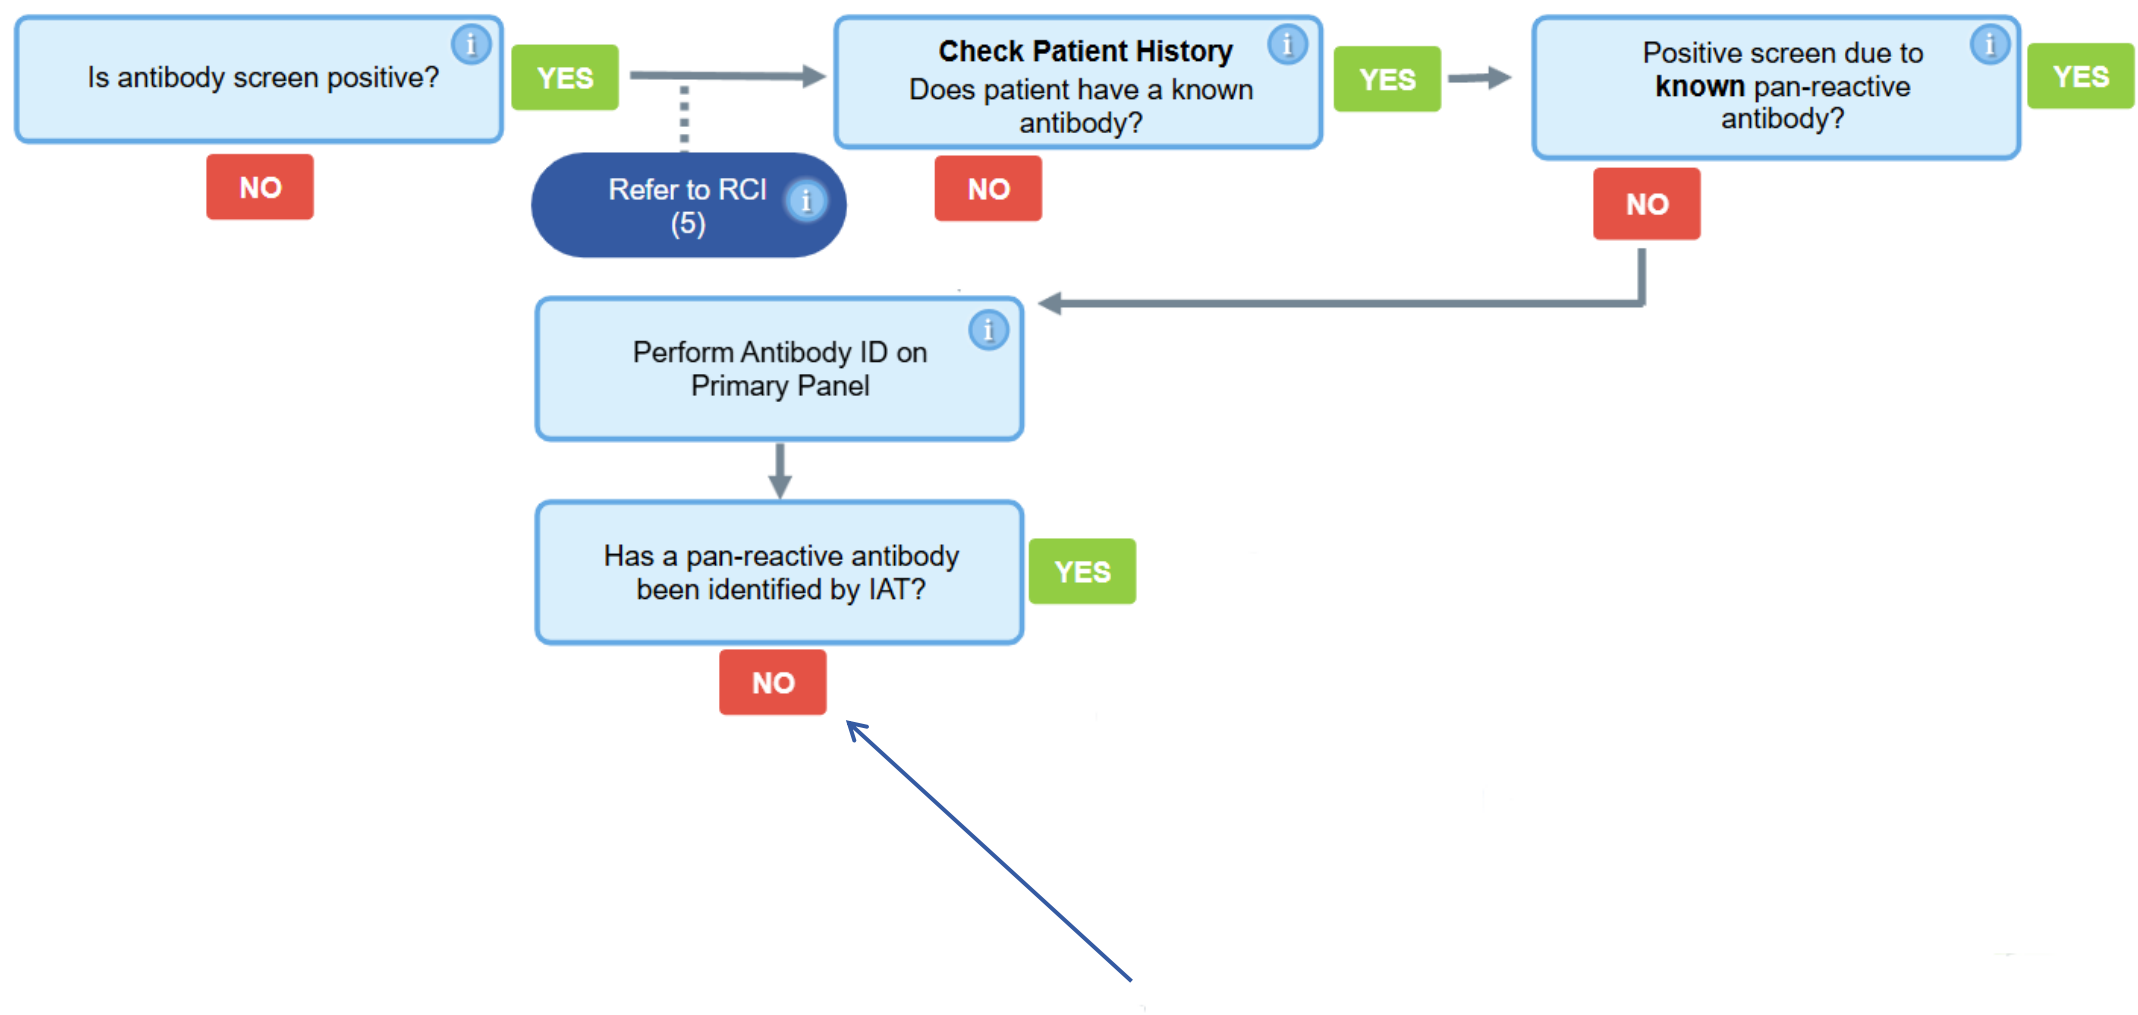 Is antibody screen positive?
i
YES
NO
Refer to RCI
(5)
i
Check Patient History
Does patient have a known
antibody?
i
YES
NO
Positive screen due to
known pan-reactive
antibody?
i
YES
NO
Perform Antibody ID on
Primary Panel
i
Has a pan-reactive antibody
been identified by IAT?
YES
NO